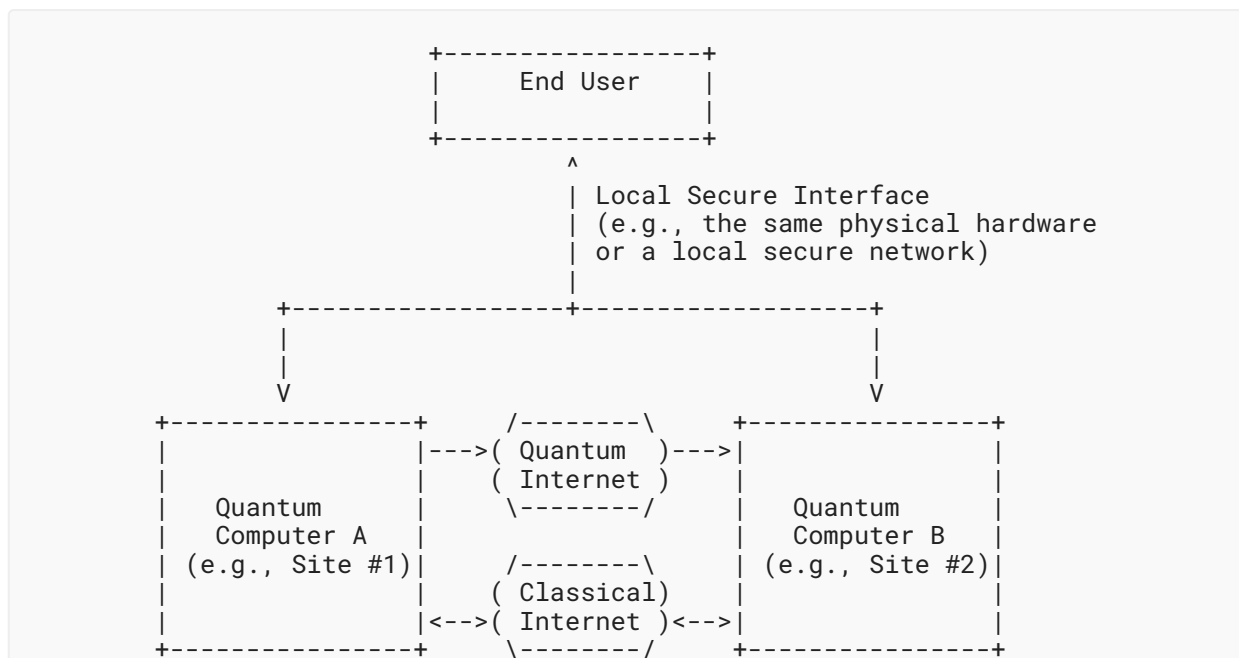 End User
Local Secure Interface
(e.g., the same physical hardware
or a local secure network)
Quantum
Internet
Quantum
Computer A
(e.g., Site #1)
Quantum
Computer B
(e.g., Site #2)
Classical
Internet